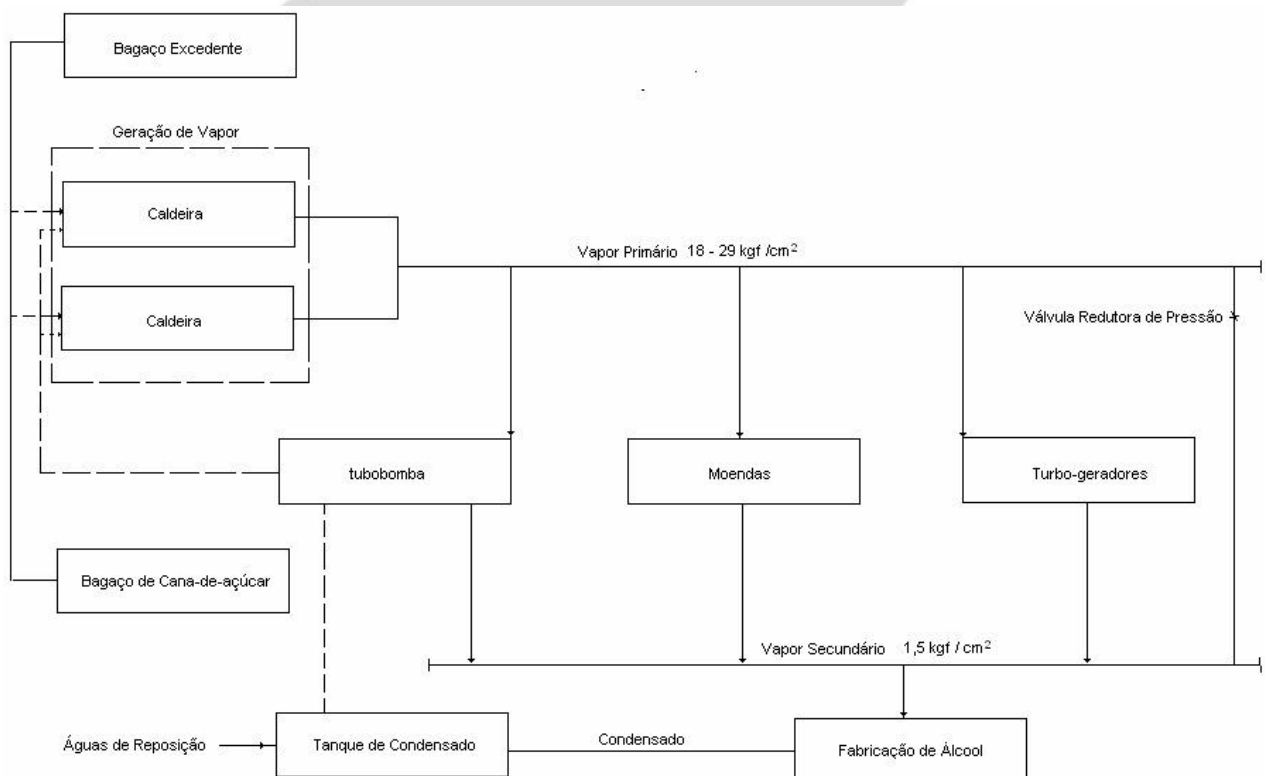 Bagaço Excedente
Geração de Vapor
Caldeira
Vapor Primário 18 - 29 kgf /cm²
Caldeira
Válvula Redutora de Pressão
tubobomba
Moendas
Turbo-geradores
Bagaço de Cana-de-açúcar
Vapor Secundário 1,5 kgf / cm²
Águas de Reposição
Tanque de Condensado
Condensado
Fabricação de Álcool